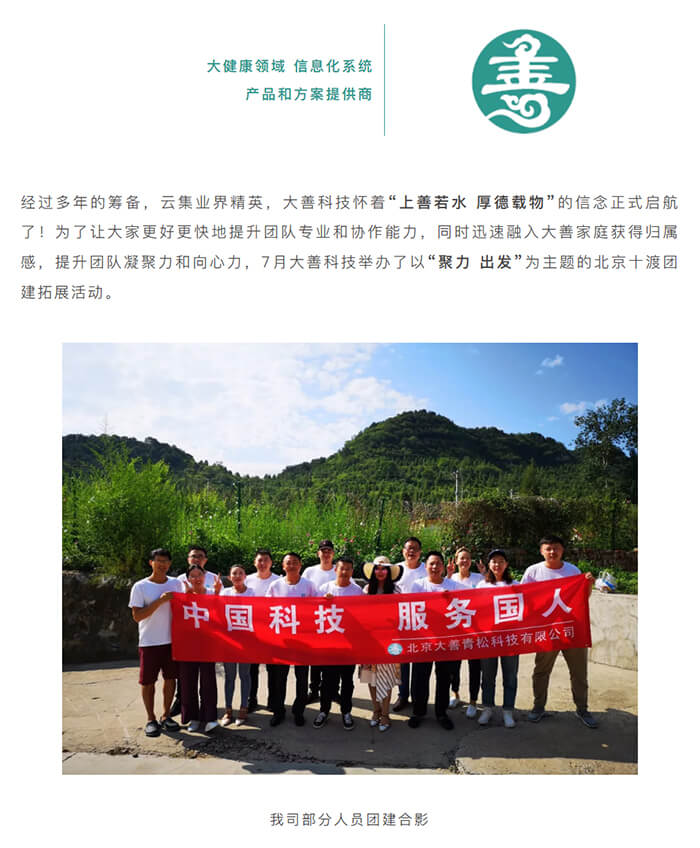 大健康领域 信息化系统
产品和方案提供商
善
经过多年的筹备，云集业界精英，大善科技怀着“上善若水 厚德载物”的信念正式启航
了！为了让大家更好更快地提升团队专业和协作能力，同时迅速融入大善家庭获得归属
感，提升团队凝聚力和向心力，7月大善科技举办了以“聚力 出发”为主题的北京十渡团
建拓展活动。
中国科技 服务国人
北京大善青松科技有限公司
我司部分人员团建合影